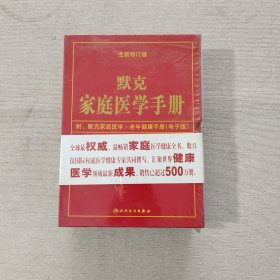 全新修订版
默克
家庭医学手册
附：默克家庭医学·老年健康手册(电子版)
全球最权威、最畅销家庭医学健康全书，数百
位国际权威医学健康专家共同撰写，汇聚世界健康
医学领域最新成果，销售已超过500万册。
人民卫生出版社